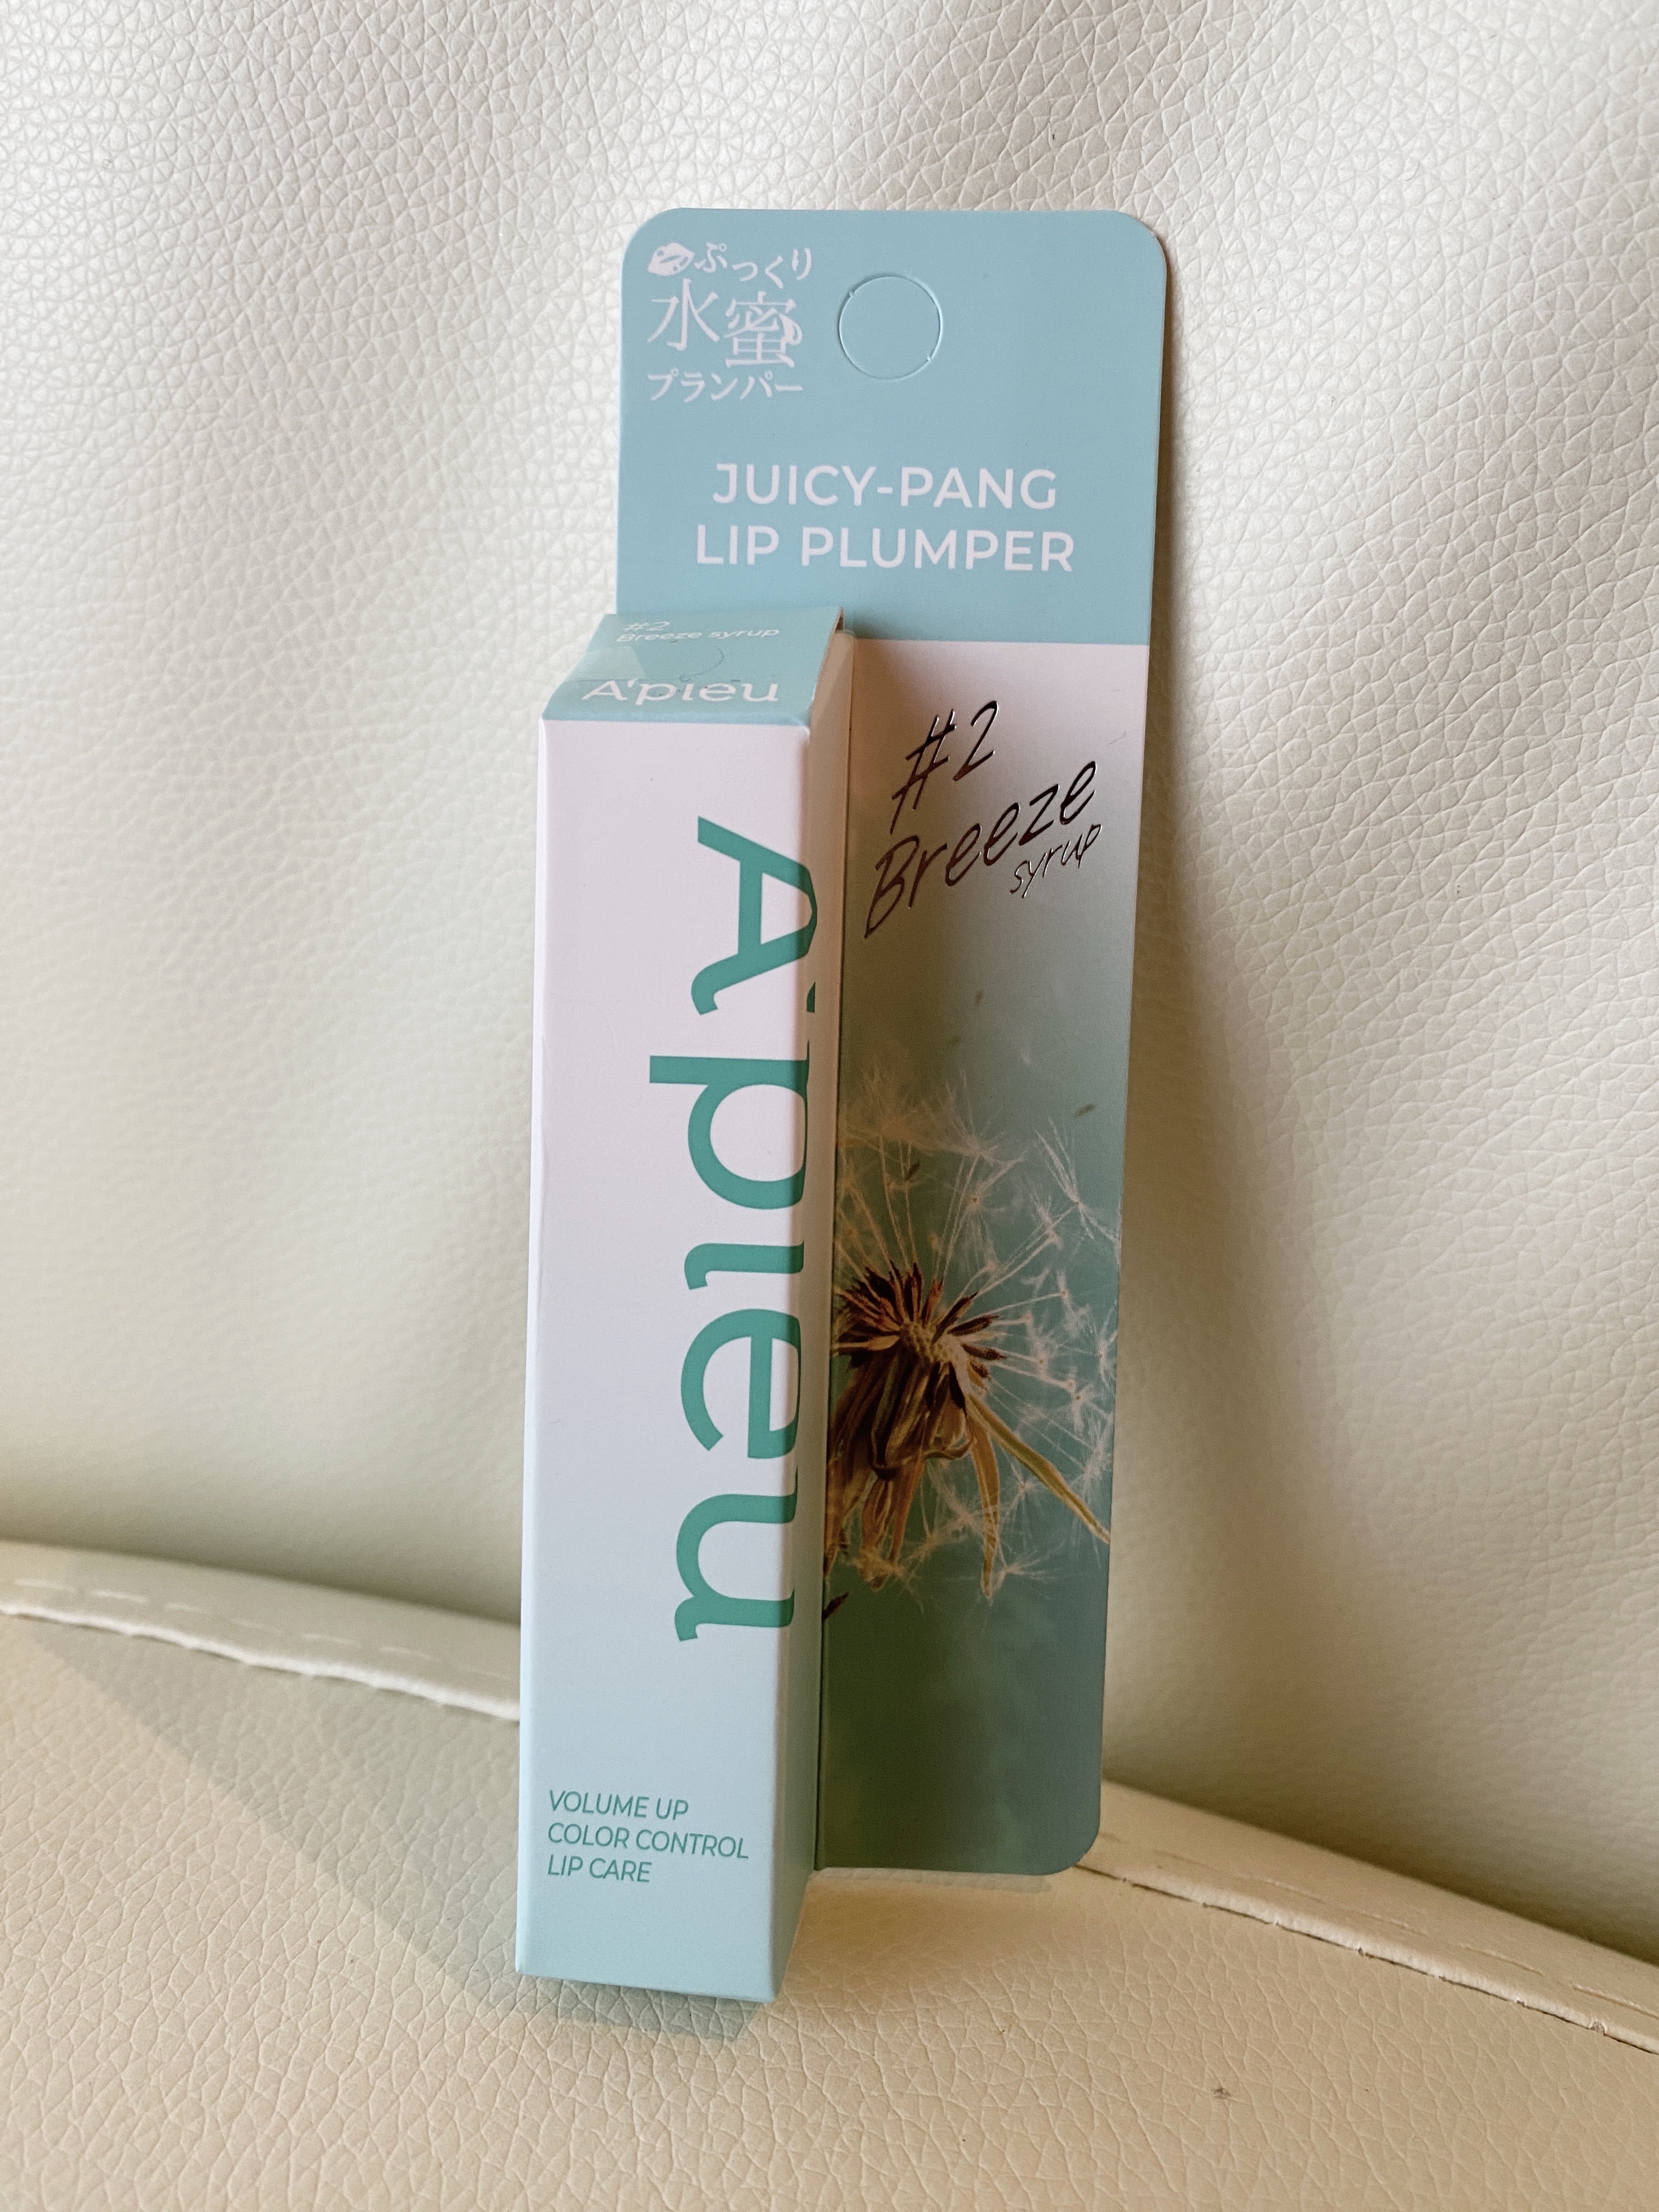 ぷっくり
水蜜
プランパー
JUICY-PANG
LIP PLUMPER
#2
Breeze syrup
A'pieu
#2
Breeze
syrup
A'pieu
VOLUME UP
COLOR CONTROL
LIP CARE